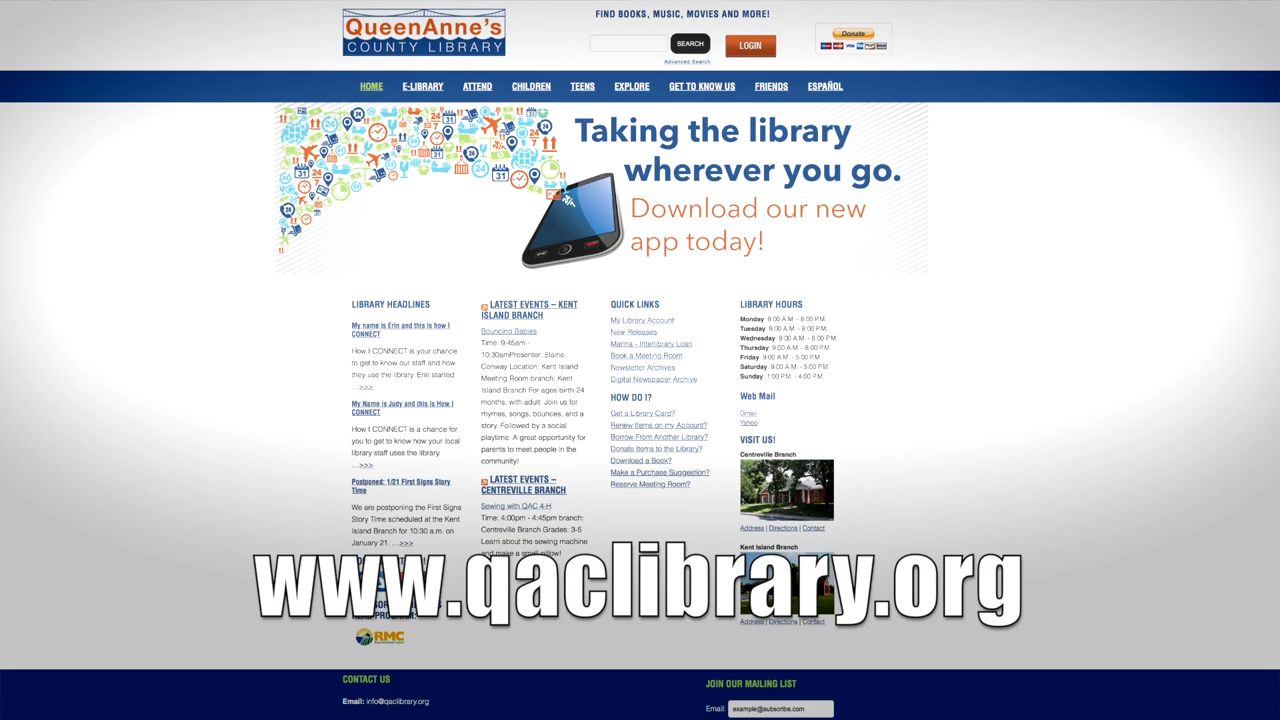 QueenAnne's
COUNTY LIBRARY
FIND BOOKS, MUSIC, MOVIES AND MORE!
SEARCH
Advanced Search
LOGIN
Donate
HOME E-LIBRARY ATTEND CHILDREN TEENS EXPLORE GET TO KNOW US FRIENDS ESPAÑOL
Taking the library
wherever you go.
Download our new
app today!
LIBRARY HEADLINES
My name is Erin and this is how I
CONNECT
How I CONNECT is your chance
to get to know our staff and how
they use the library. Erin started
...>>>
My Name is Judy and this is How I
CONNECT
How I CONNECT is a chance for
you to get to know how your local
library staff uses the library.
...>>>
Postponed: 1/21 First Signs Story
Time
We are postponing the First Signs
Story Time scheduled at the Kent
Island Branch for 10:30 a.m. on
January 21. ...>>>
RMC
LATEST EVENTS – KENT
ISLAND BRANCH
Bouncing Babies
Time: 9:45am -
10:30amPresenter: Elaine
Conway Location: Kent Island
Meeting Room branch: Kent
Island Branch For ages birth-24
months, with adult. Join us for
rhymes, songs, bounces, and a
story. Followed by a social
playtime. A great opportunity for
parents to meet people in the
community!
LATEST EVENTS –
CENTREVILLE BRANCH
Sewing with QAC 4-H
Time: 4:00pm - 4:45pm branch:
Centreville Branch Grades: 3-5
Learn about the sewing machine
and make a small pillow!
QUICK LINKS
My Library Account
New Releases
Marina - Interlibrary Loan
Book a Meeting Room
Newsletter Archives
Digital Newspaper Archive
HOW DO I?
Get a Library Card?
Renew Items on my Account?
Borrow From Another Library?
Donate Items to the Library?
Download a Book?
Make a Purchase Suggestion?
Reserve Meeting Room?
LIBRARY HOURS
Monday 9:00 A.M. - 8:00 P.M.
Tuesday 9:00 A.M. - 8:00 P.M.
Wednesday 9:00 A.M. - 8:00 P.M.
Thursday 9:00 A.M. - 8:00 P.M.
Friday 9:00 A.M. - 5:00 P.M.
Saturday 9:00 A.M. - 5:00 P.M.
Sunday 1:00 P.M. - 4:00 P.M.
Web Mail
Gmail
Yahoo
VISIT US!
Centreville Branch
Address | Directions | Contact
Kent Island Branch
Address | Directions | Contact
www.qaclibrary.org
CONTACT US
Email: info@qaclibrary.org
JOIN OUR MAILING LIST
Email: example@subscribe.com